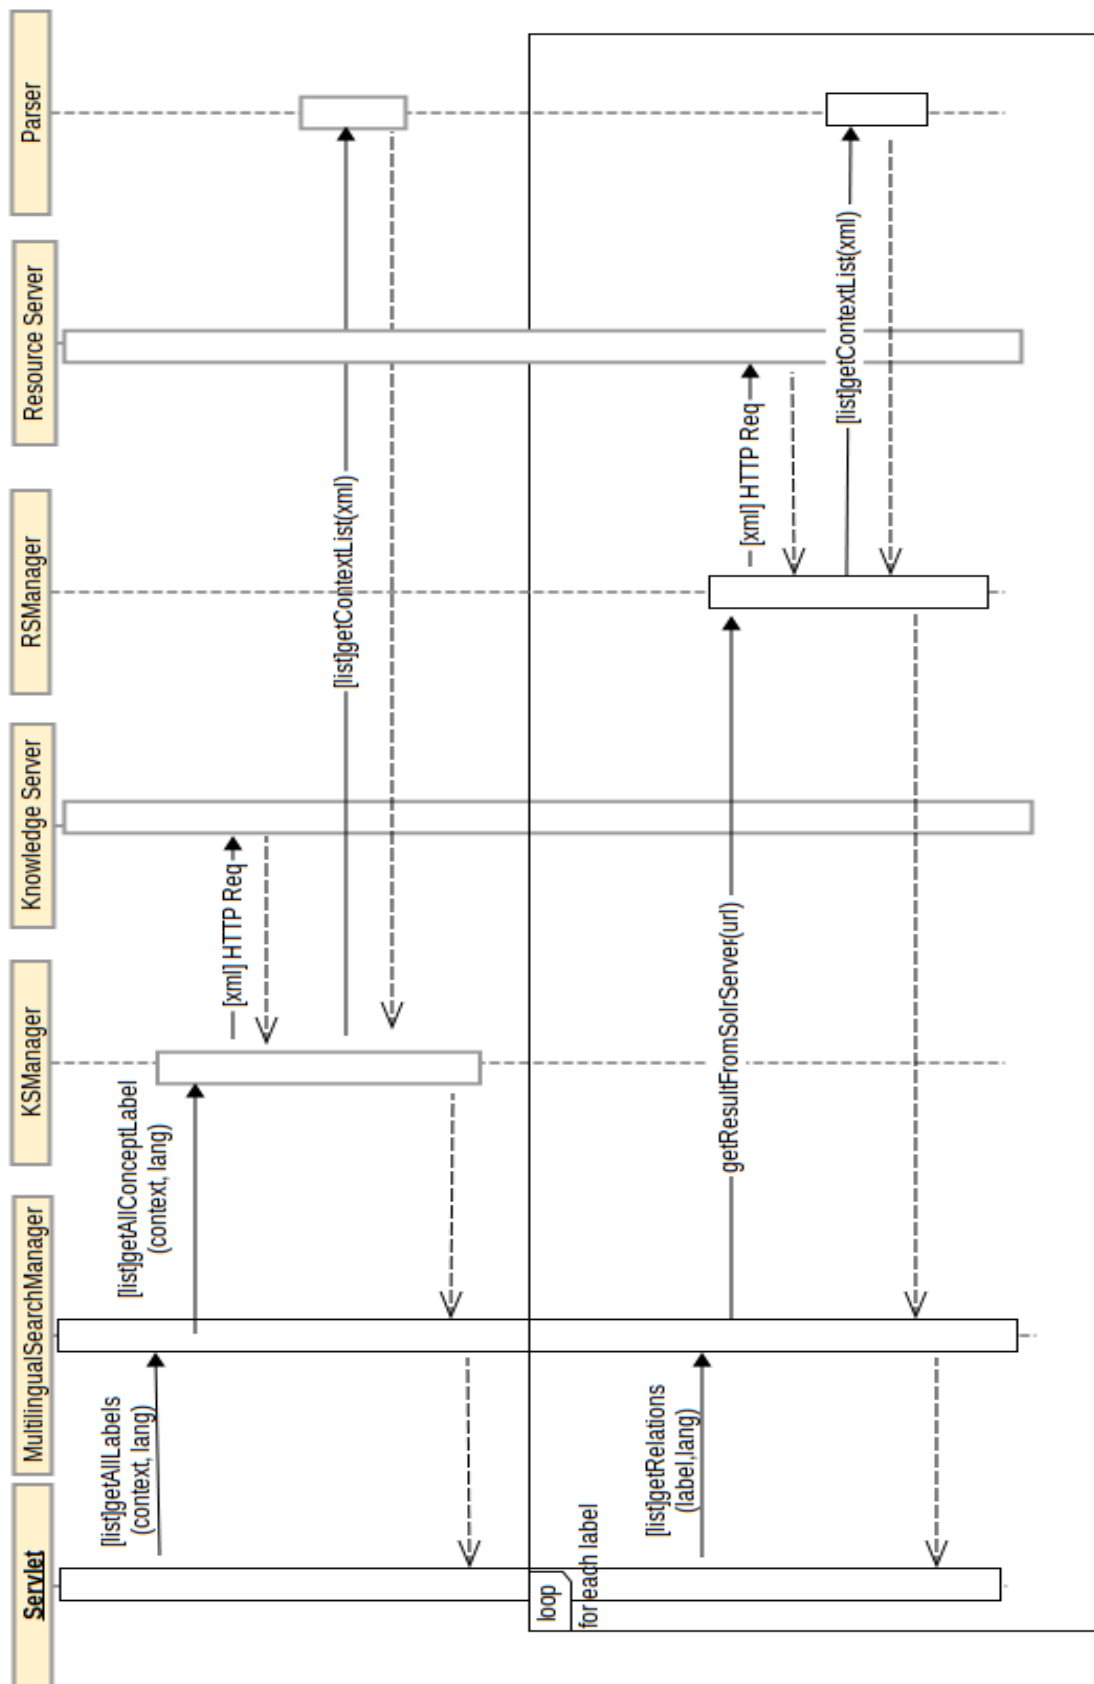 Servlet
MultilingualSearchManager
KSManager
Knowledge Server
RSManager
Resource Server
Parser
[list]getAllLabels
(context, lang)
[list]getAllConceptLabel
(context, lang)
[xml] HTTP Req
[list]getContextList(xml)
loop
for each label
[list]getRelations
(label,lang)
getResultFromSolrServer(url)
[xml] HTTP Req
[list]getContextList(xml)